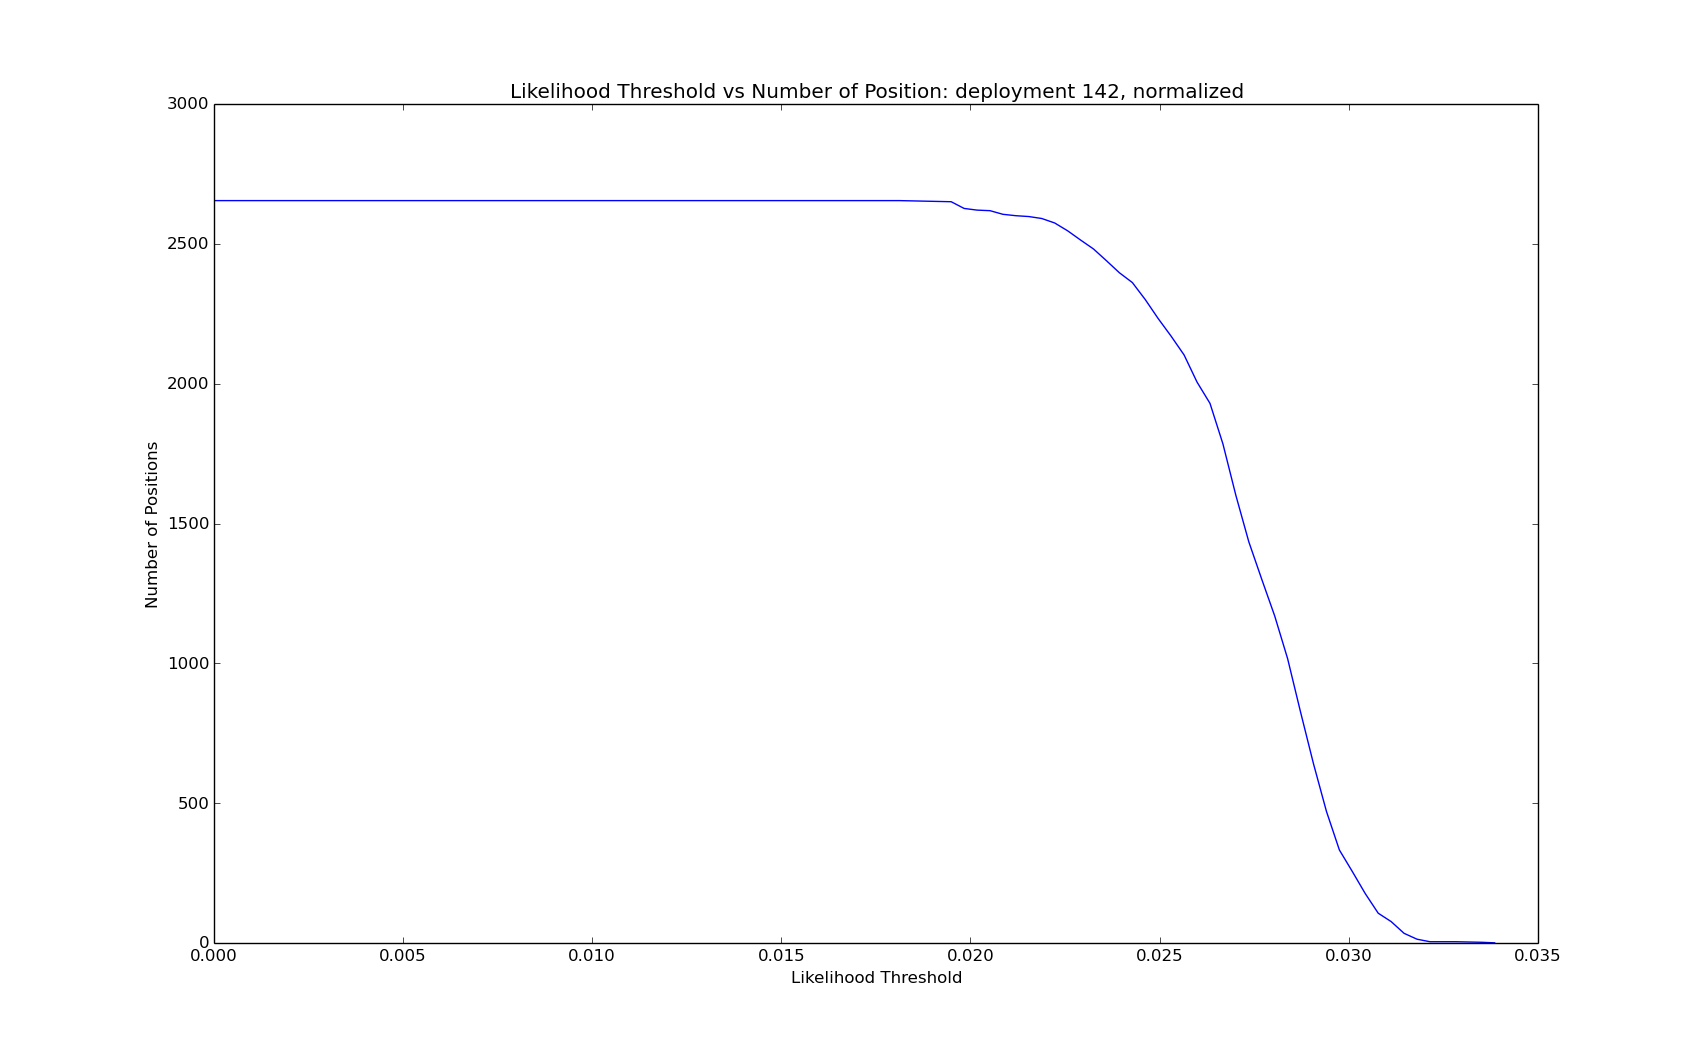 Likelihood Threshold vs Number of Position: deployment 142, normalized
3000
2500
2000
1500
1000
500
0
Number of Positions
0.000 0.005 0.010 0.015 0.020 0.025 0.030 0.035
Likelihood Threshold